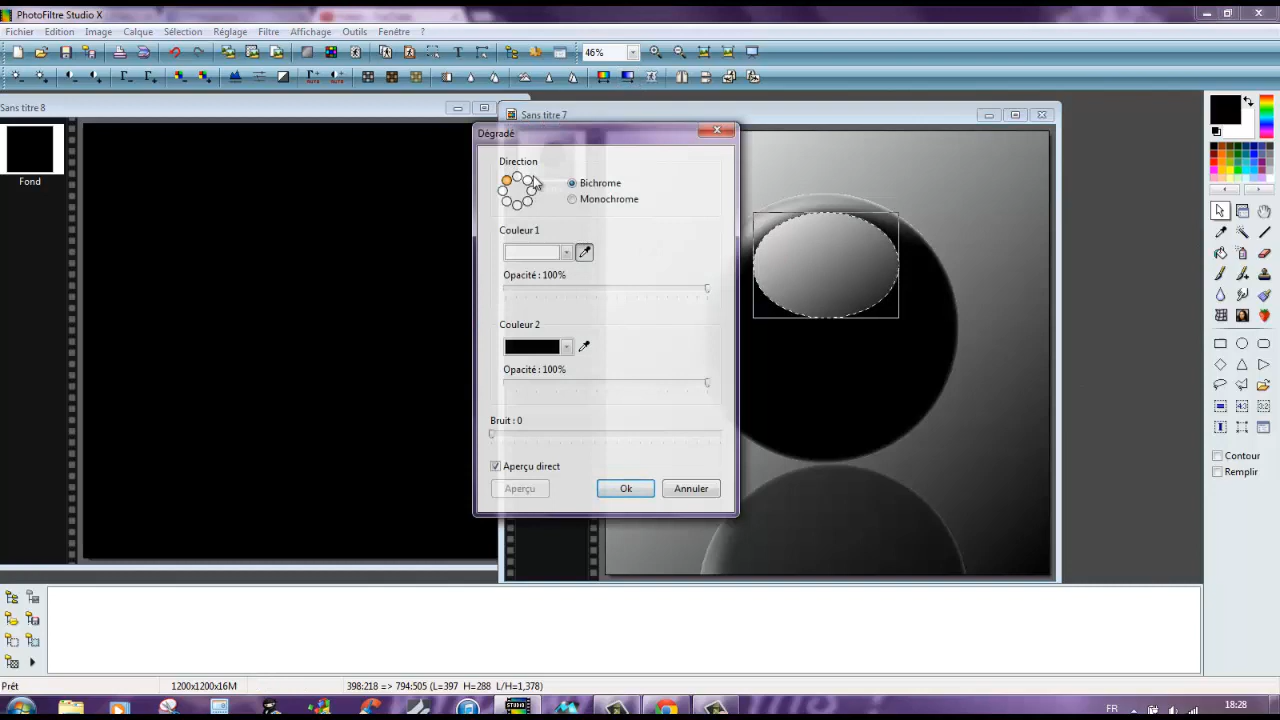 PhotoFiltre Studio X
Fichier Edition Image Calque Sélection Réglage Filtre Affichage Outils Fenêtre ?
46%
Sans titre 8
Sans titre 7
Fond
Dégradé
Direction
Bichrome
Monochrome
Couleur 1
Opacité : 100%
Couleur 2
Opacité : 100%
Bruit : 0
Aperçu direct
Aperçu Ok Annuler
Contour
Remplir
Prêt 1200x1200x16M 398:218 => 794:505 (L=397 H=288 L/H=1,378)
FR 18:28